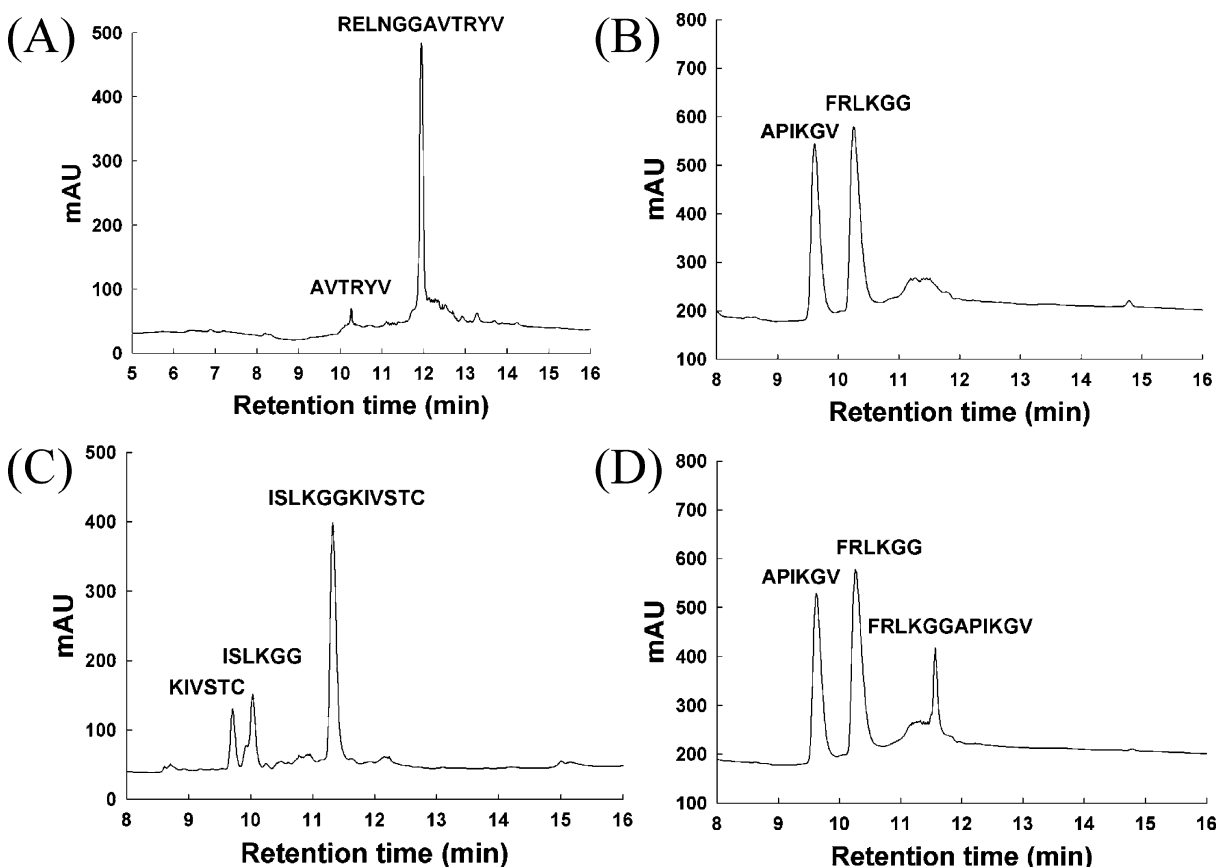 (A)
RELNGGAVTRYV
500
400
300
200
100
0
mAU
AVTRYV
5 6 7 8 9 10 11 12 13 14 15 16
Retention time (min)
(B)
800
700
600
500
400
300
200
100
mAU
FRLKGG
APIKGV
8 9 10 11 12 13 14 15 16
Retention time (min)
(C)
500
400
300
200
100
0
mAU
ISLKGGKIVSTC
ISLKGG
KIVSTC
8 9 10 11 12 13 14 15 16
Retention time (min)
(D)
800
700
600
500
400
300
200
100
mAU
FRLKGG
APIKGV
FRLKGGAPIKGV
8 9 10 11 12 13 14 15 16
Retention time (min)